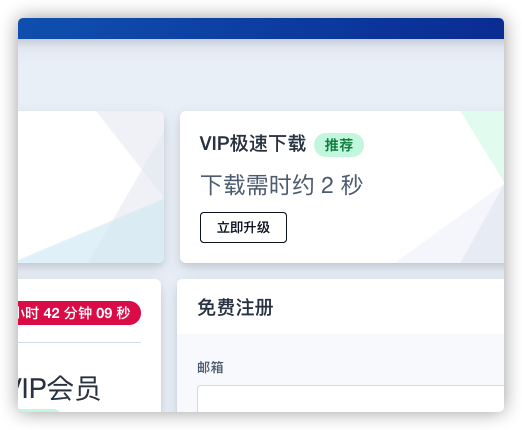 VIP极速下载 推荐
下载需时约 2 秒
立即升级
小时 42 分钟 09 秒
VIP会员
免费注册
邮箱